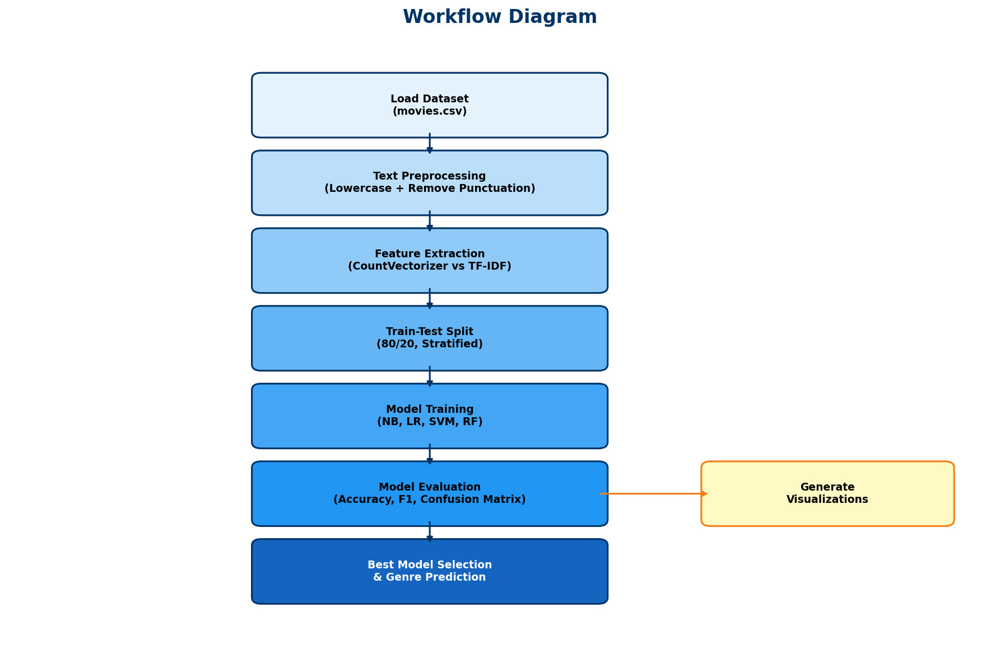 Workflow Diagram
Load Dataset
(movies.csv)
Text Preprocessing
(Lowercase + Remove Punctuation)
Feature Extraction
(CountVectorizer vs TF-IDF)
Train-Test Split
(80/20, Stratified)
Model Training
(NB, LR, SVM, RF)
Model Evaluation
(Accuracy, F1, Confusion Matrix)
Generate
Visualizations
Best Model Selection
& Genre Prediction